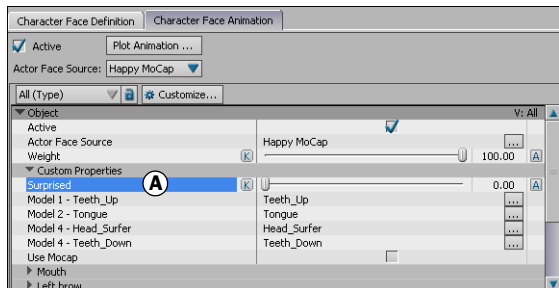 Character Face Definition Character Face Animation
Active Plot Animation ...
Actor Face Source: Happy MoCap
All (Type) Customize...
Object V: All
Active
Actor Face Source Happy MoCap ...
Weight K 100.00 A
Custom Properties
Surprised A K 0.00 A
Model 1 - Teeth_Up Teeth_Up ...
Model 2 - Tongue Tongue ...
Model 4 - Head_Surfer Head_Surfer ...
Model 4 - Teeth_Down Teeth_Down ...
Use Mocap
Mouth
Left brow